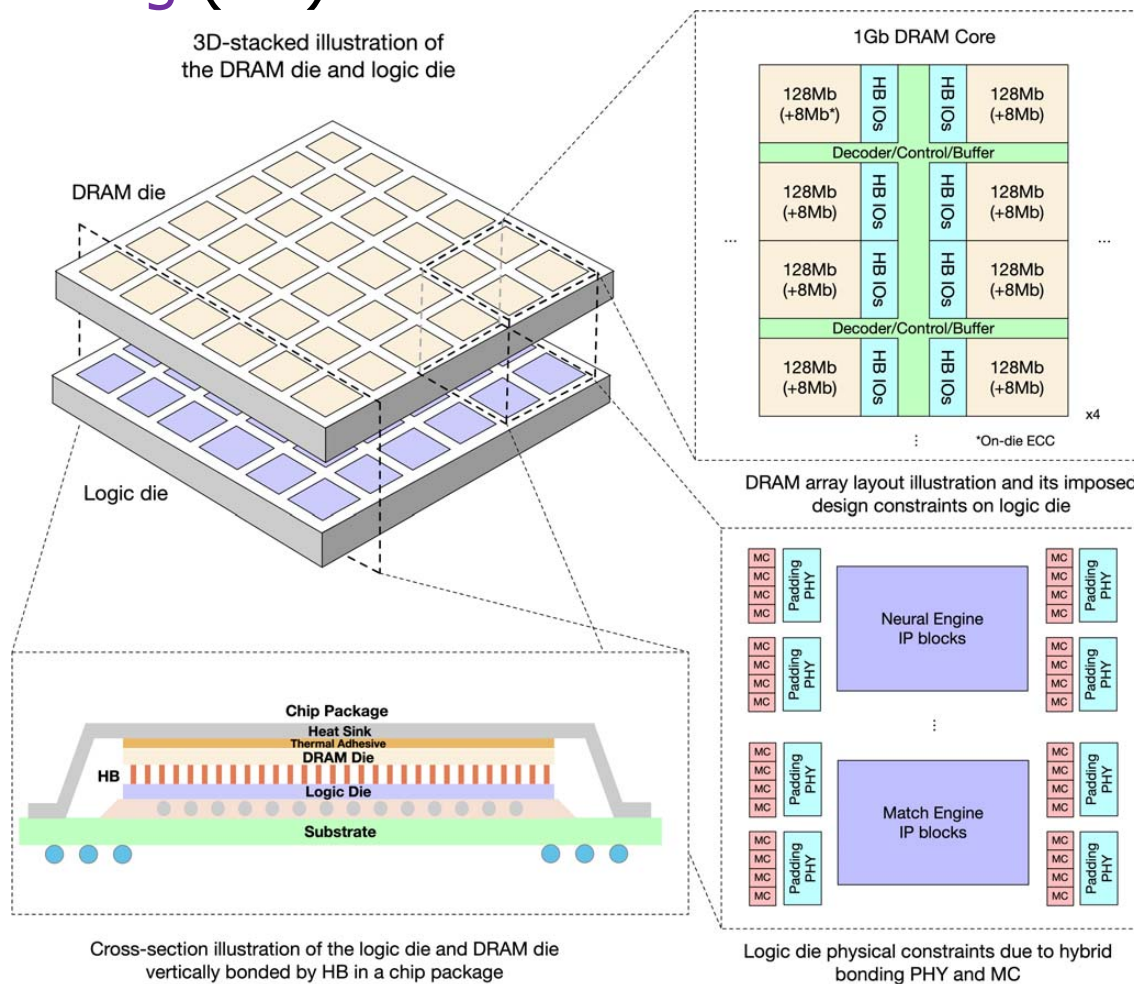 3D-stacked illustration of
the DRAM die and logic die
DRAM die
Logic die
1Gb DRAM Core
128Mb
(+8Mb*)
HB IOs
HB IOs
128Mb
(+8Mb)
Decoder/Control/Buffer
128Mb
(+8Mb)
HB IOs
HB IOs
128Mb
(+8Mb)
...
...
128Mb
(+8Mb)
HB IOs
HB IOs
128Mb
(+8Mb)
Decoder/Control/Buffer
128Mb
(+8Mb)
HB IOs
HB IOs
128Mb
(+8Mb)
x4
*On-die ECC
DRAM array layout illustration and its imposed
design constraints on logic die
MC
MC
MC
MC
Padding
PHY
MC
MC
MC
MC
Padding
PHY
Neural Engine
IP blocks
MC
MC
MC
MC
Padding
PHY
MC
MC
MC
MC
Padding
PHY
MC
MC
MC
MC
Padding
PHY
MC
MC
MC
MC
Padding
PHY
Match Engine
IP blocks
MC
MC
MC
MC
Padding
PHY
MC
MC
MC
MC
Padding
PHY
Logic die physical constraints due to hybrid
bonding PHY and MC
Chip Package
Heat Sink
Thermal Adhesive
DRAM Die
HB
Logic Die
Substrate
Cross-section illustration of the logic die and DRAM die
vertically bonded by HB in a chip package